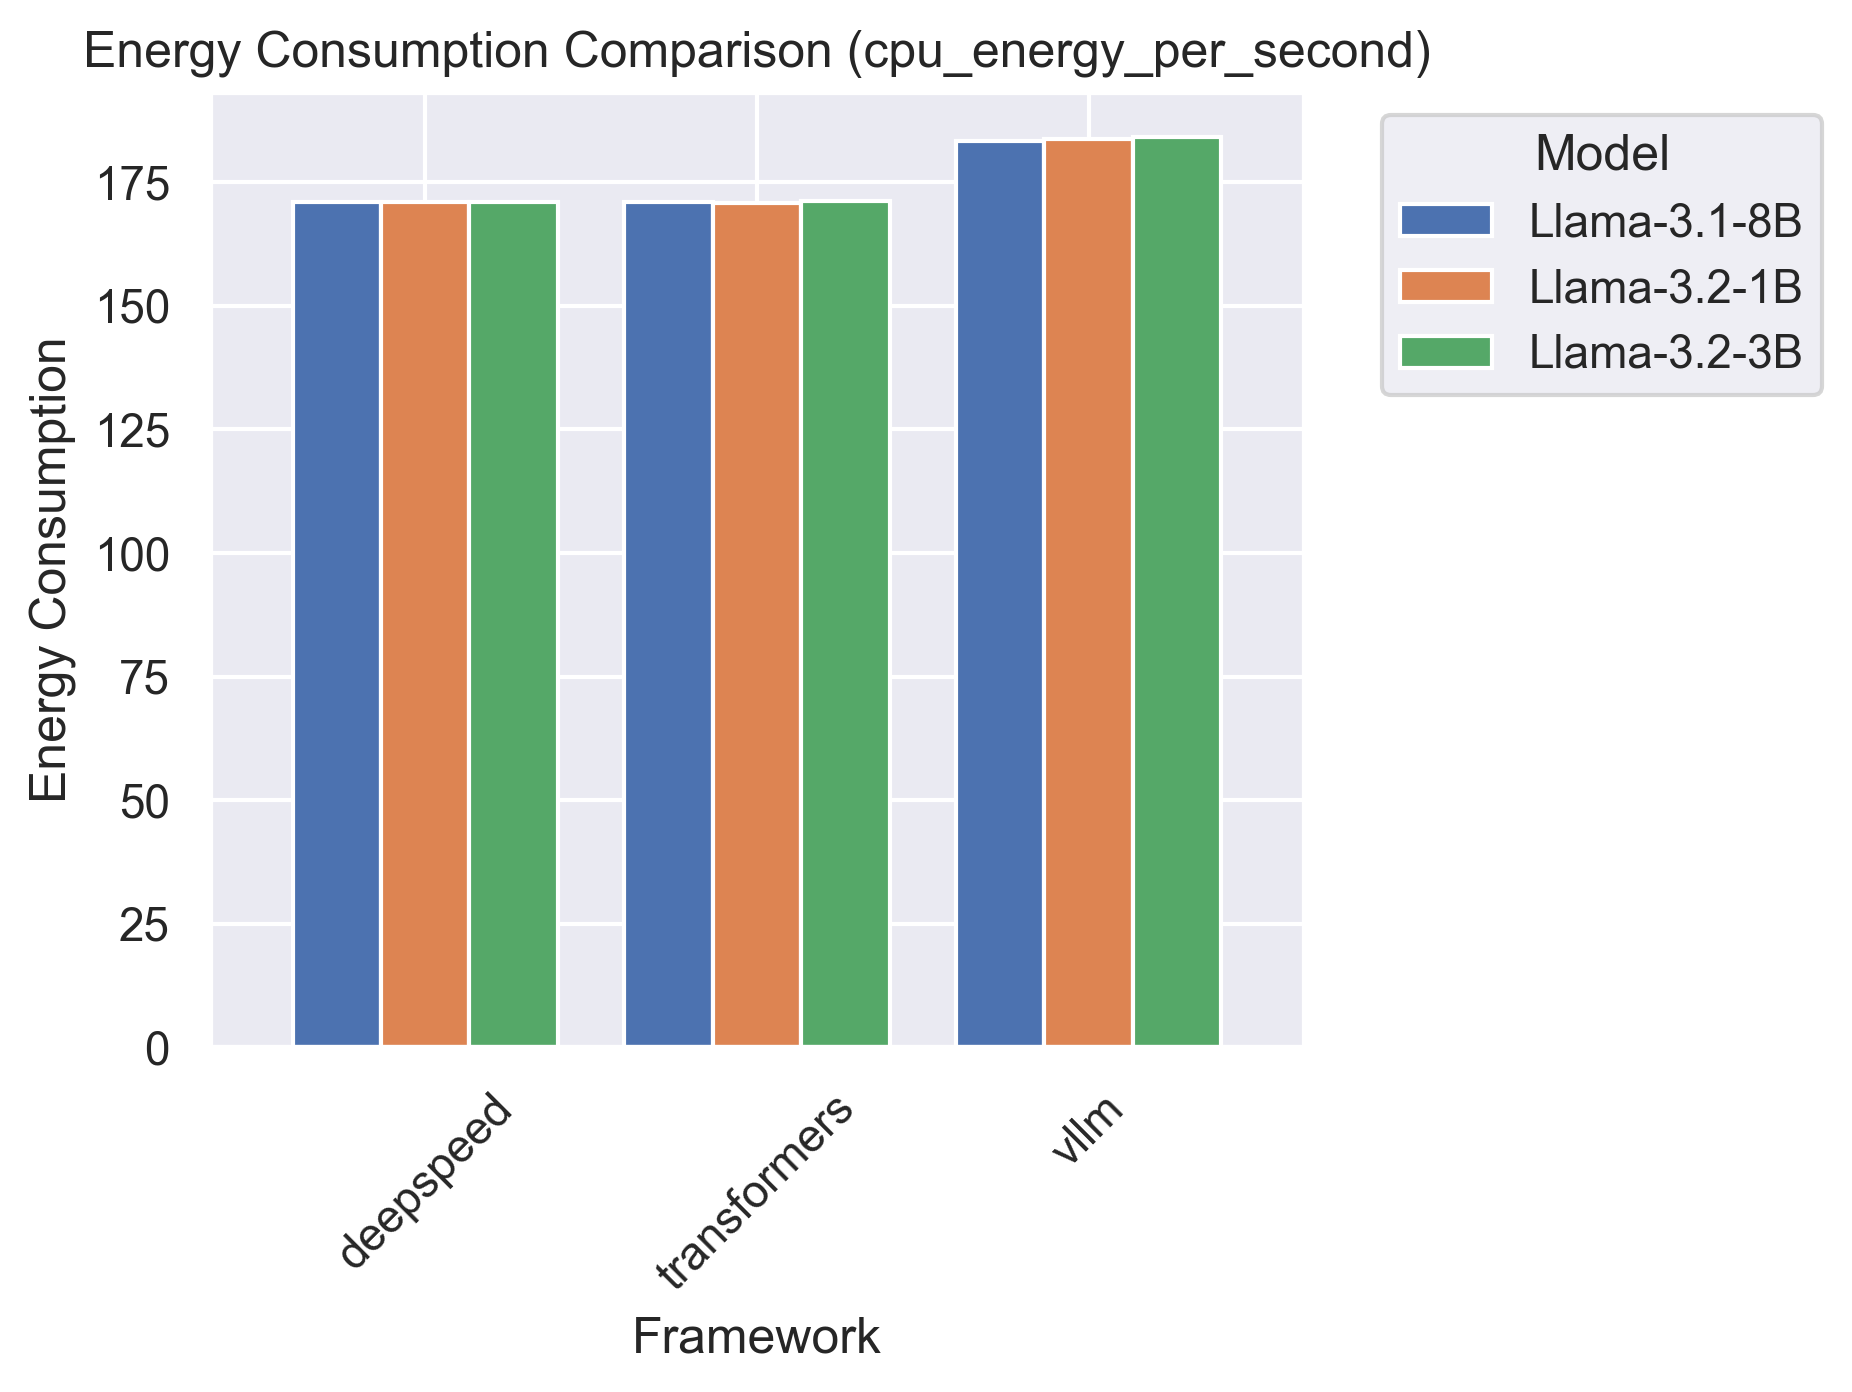 Energy Consumption Comparison (cpu_energy_per_second)
Energy Consumption
175
150
125
100
75
50
25
0
deepspeed
transformers
vllm
Framework
Model
Llama-3.1-8B
Llama-3.2-1B
Llama-3.2-3B